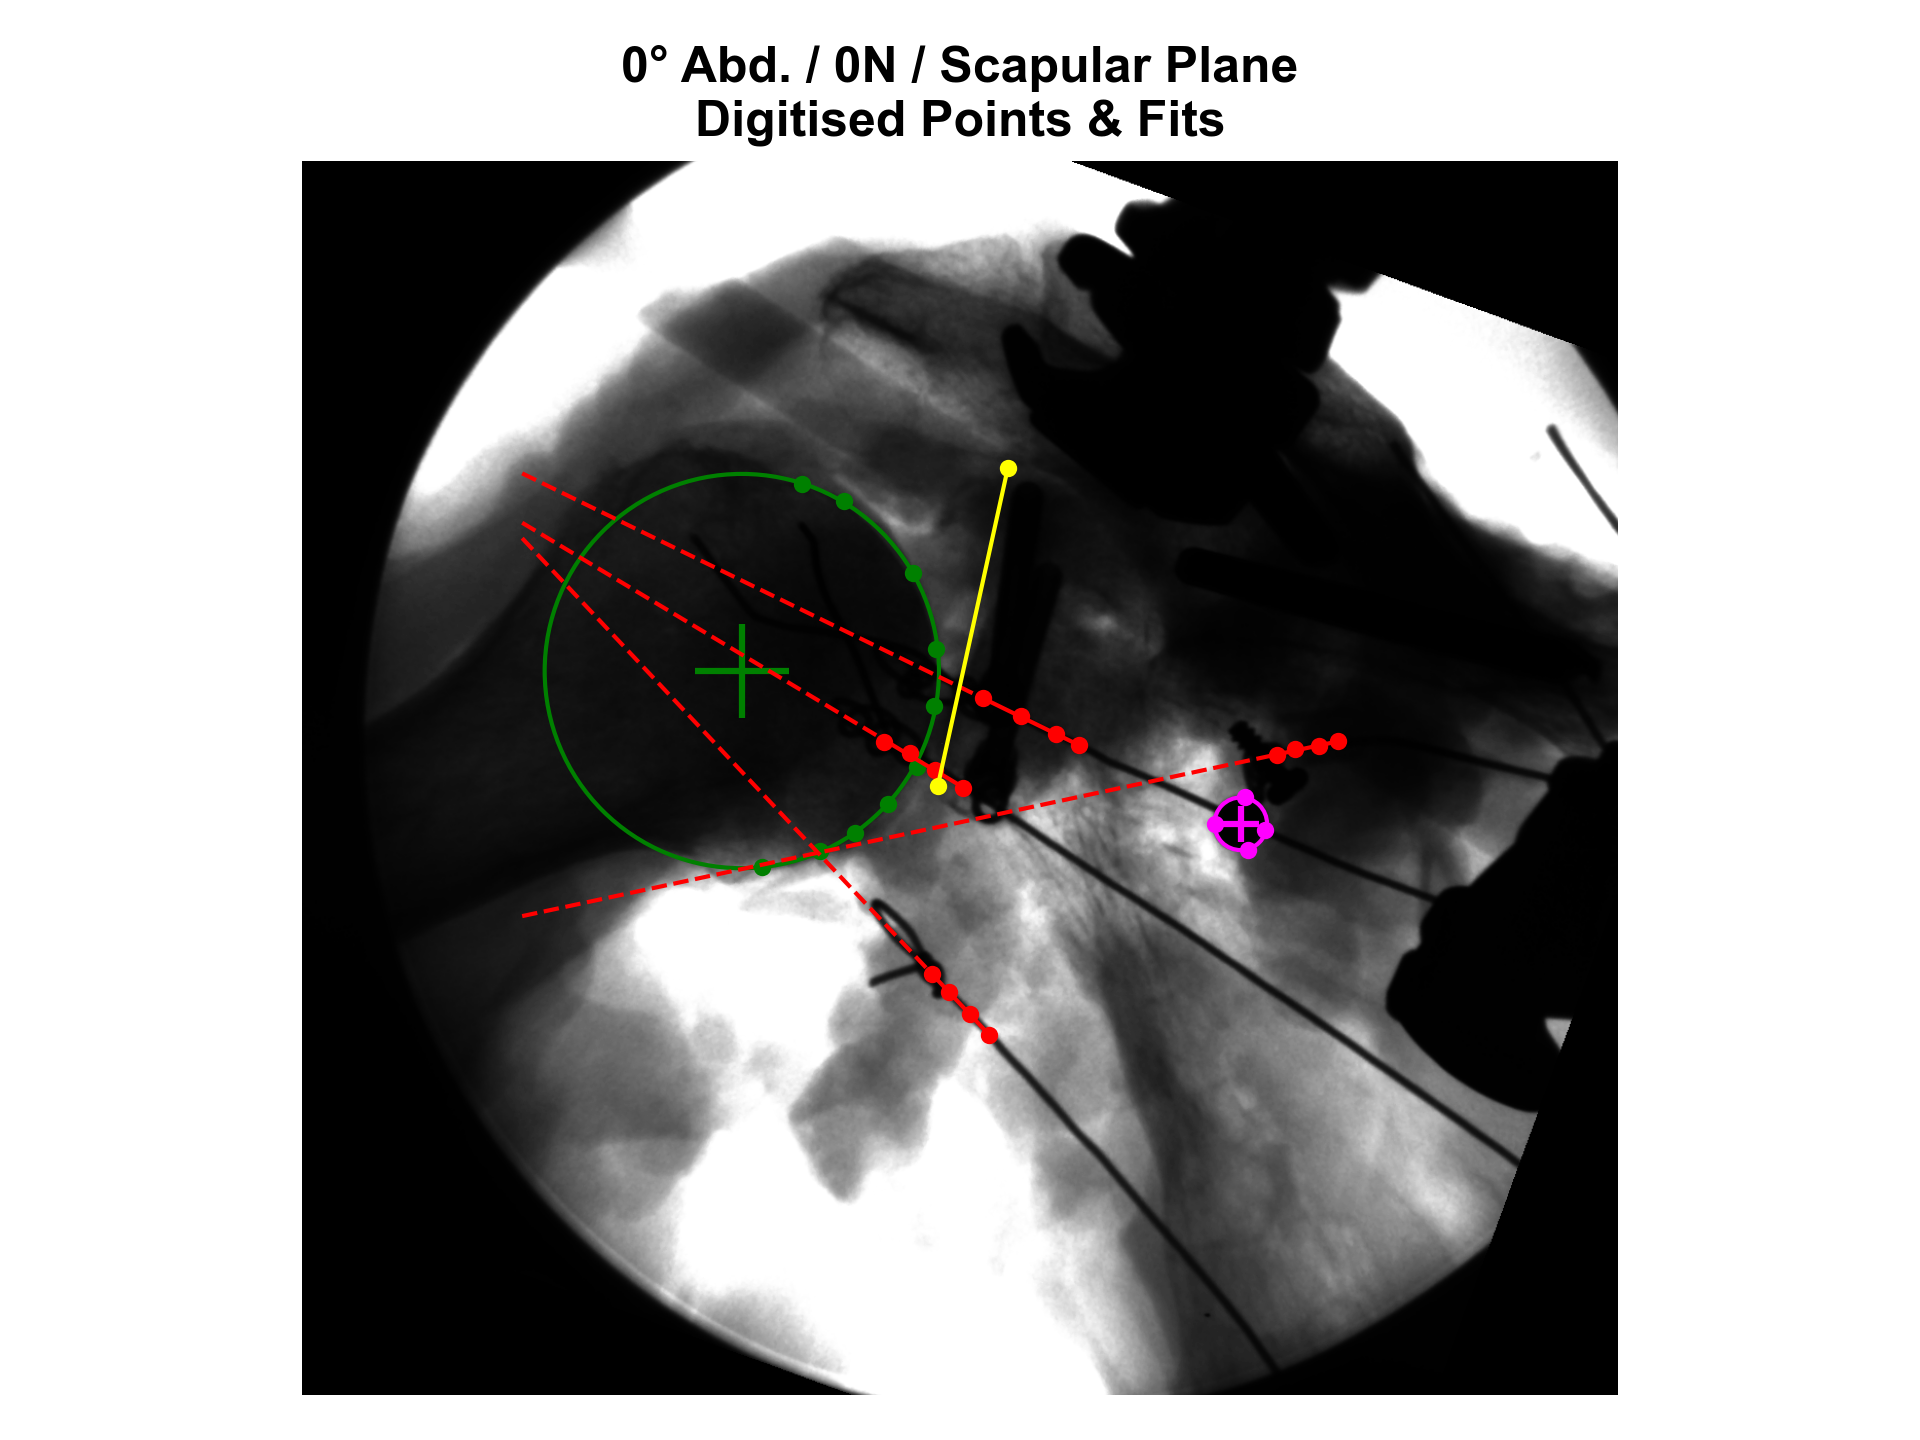 0° Abd. / 0N / Scapular Plane
Digitised Points & Fits